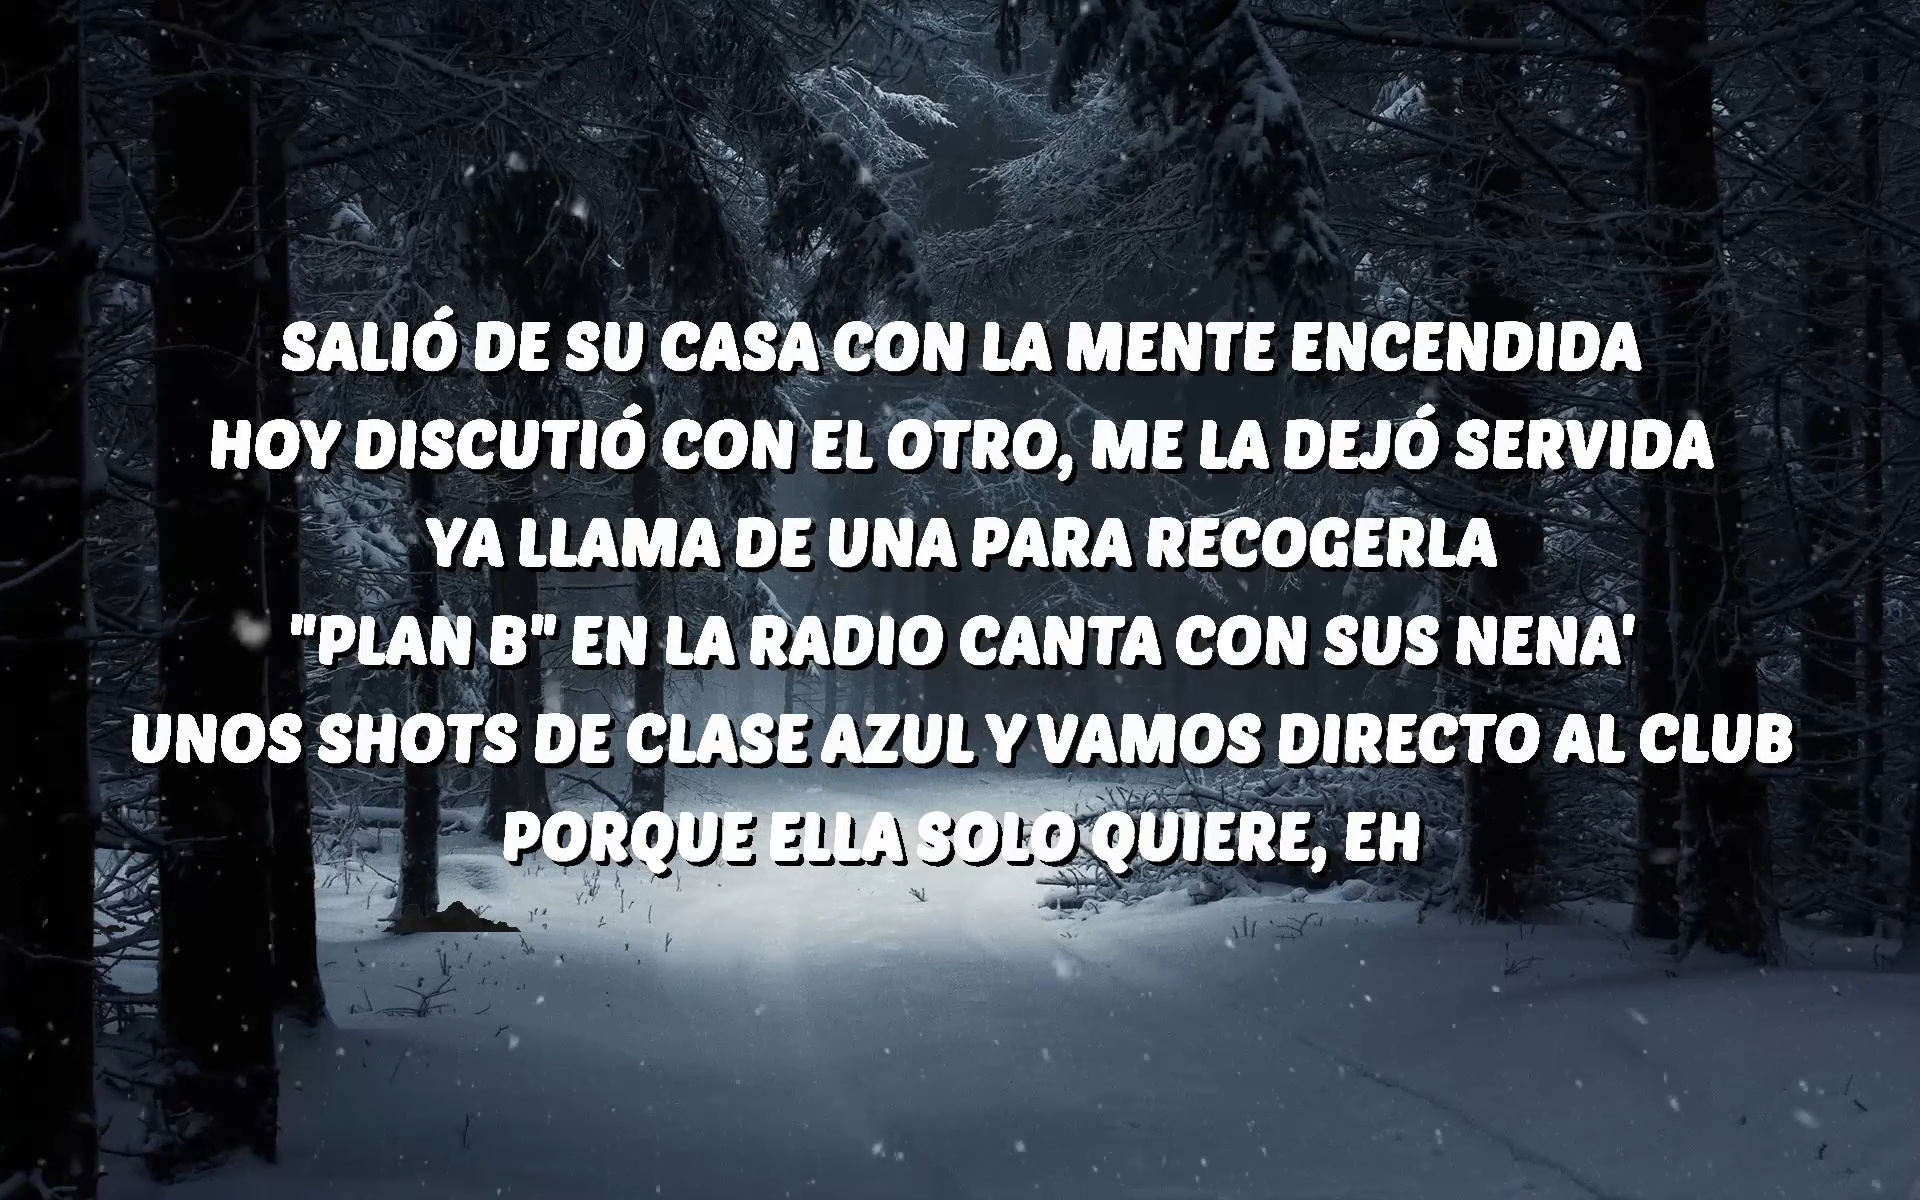 SALIÓ DE SU CASA CON LA MENTE ENCENDIDA
HOY DISCUTIÓ CON EL OTRO, ME LA DEJÓ SERVIDA
YA LLAMA DE UNA PARA RECOGERLA
"PLAN B" EN LA RADIO CANTA CON SUS NENA'
UNOS SHOTS DE CLASE AZUL Y VAMOS DIRECTO AL CLUB
PORQUE ELLA SOLO QUIERE, EH